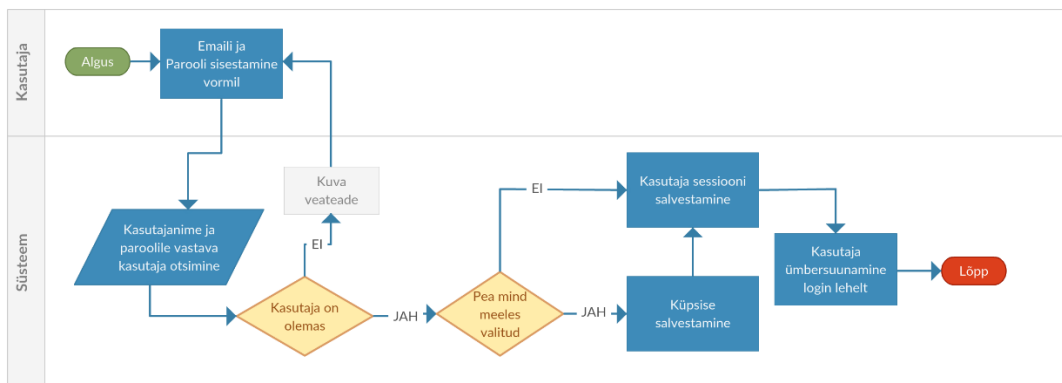 Kasutaja
Algus
Emaili ja
Parooli sisestamine
vormil
Süsteem
Kasutajanime ja
paroolile vastava
kasutaja otsimine
Kuva
veateade
EI
Kasutaja on
olemas
JAH
Pea mind
meeles
valitud
EI
JAH
Kasutaja sessiooni
salvestamine
Küpsise
salvestamine
Kasutaja
ümbersuunamine
login lehelt
Lõpp